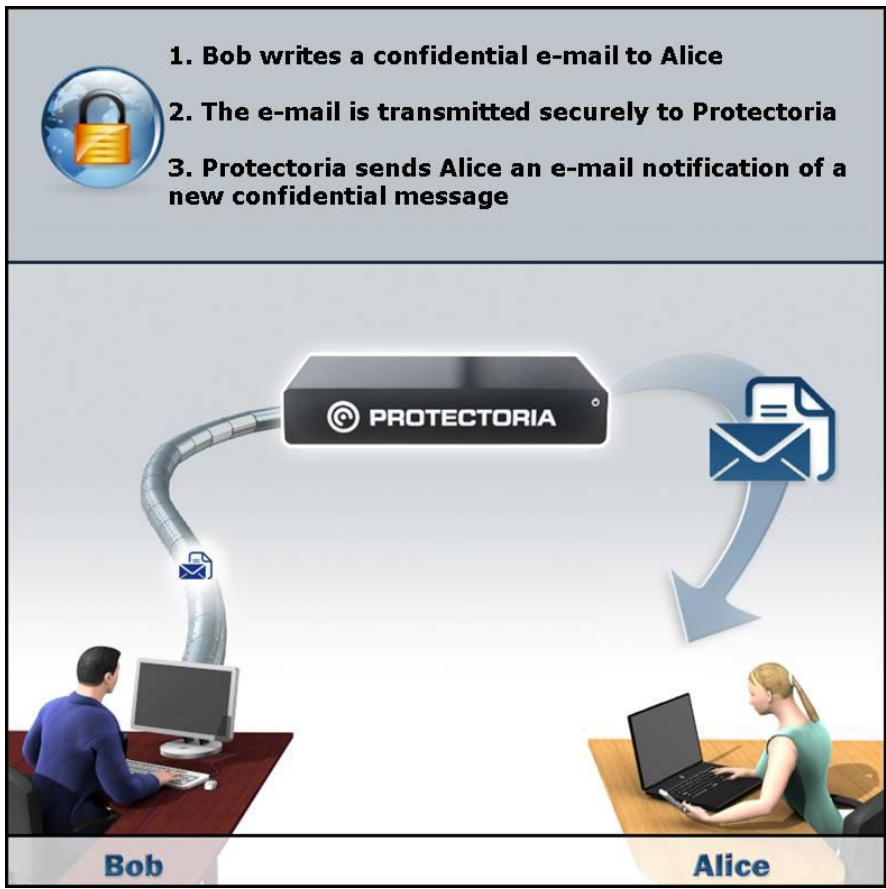 1. Bob writes a confidential e-mail to Alice
2. The e-mail is transmitted securely to Protectoria
3. Protectoria sends Alice an e-mail notification of a
new confidential message
PROTECTORIA
Bob
Alice